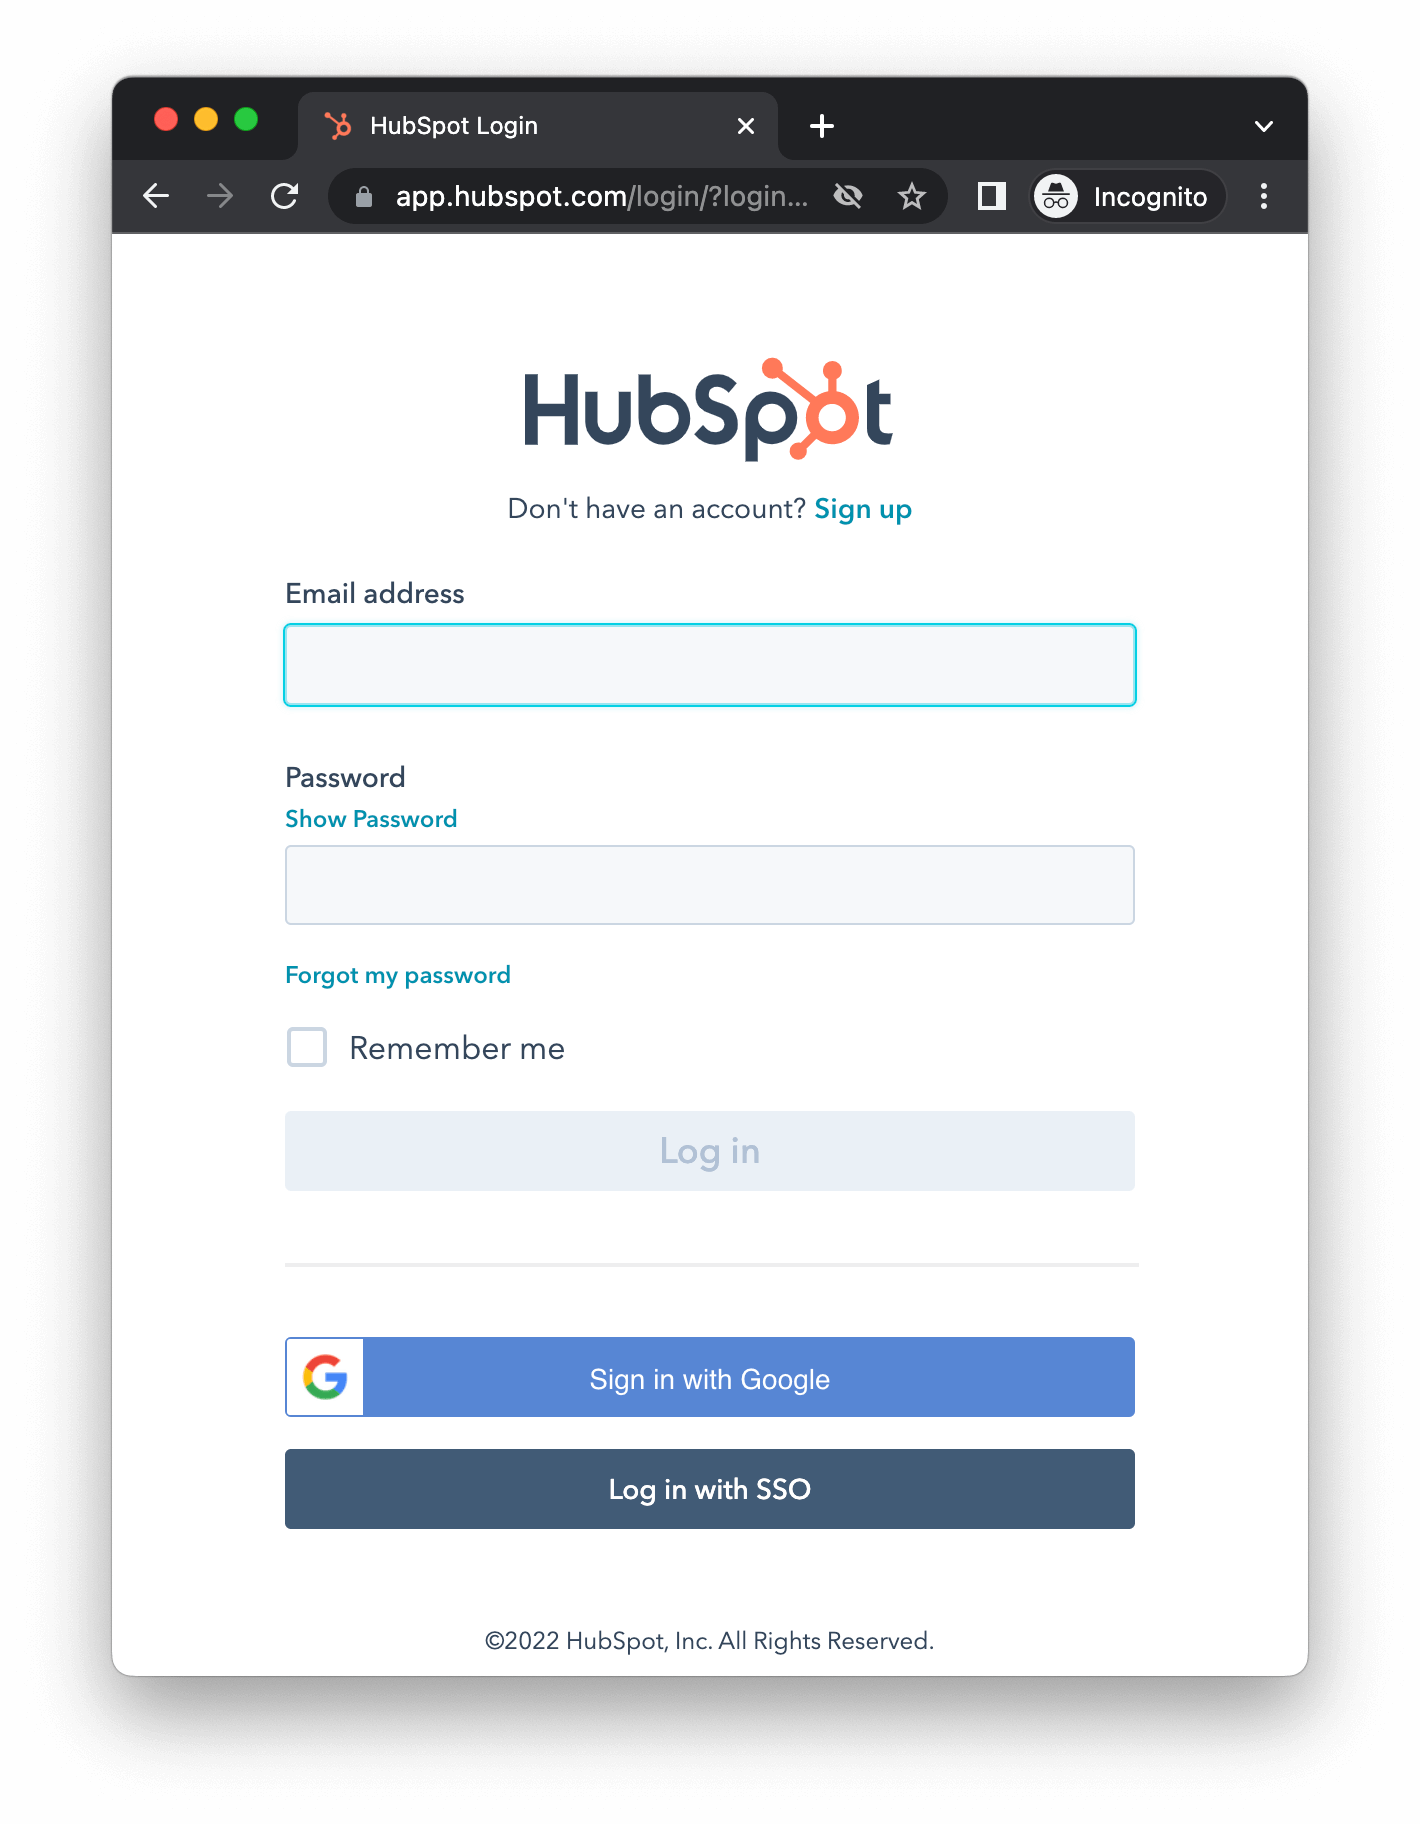 HubSpot Login
app.hubspot.com/login/?login...
Incognito
HubSpot
Don't have an account? Sign up
Email address
Password
Show Password
Forgot my password
Remember me
Log in
Sign in with Google
Log in with SSO
©2022 HubSpot, Inc. All Rights Reserved.